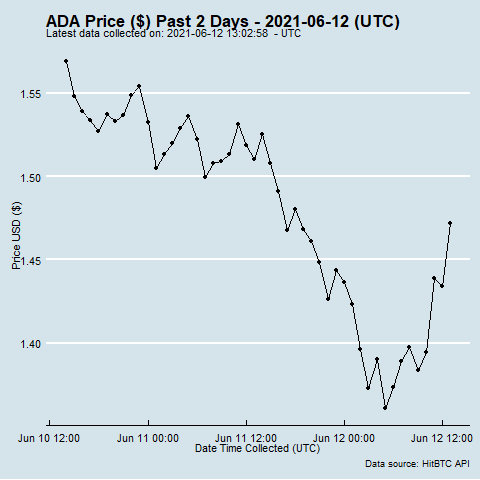 ADA Price ($) Past 2 Days - 2021-06-12 (UTC)
Latest data collected on: 2021-06-12 13:02:58 - UTC
1.55
1.50
1.45
1.40
Price USD ($)
Jun 10 12:00 Jun 11 00:00 Jun 11 12:00 Jun 12 00:00 Jun 12 12:00
Date Time Collected (UTC)
Data source: HitBTC API